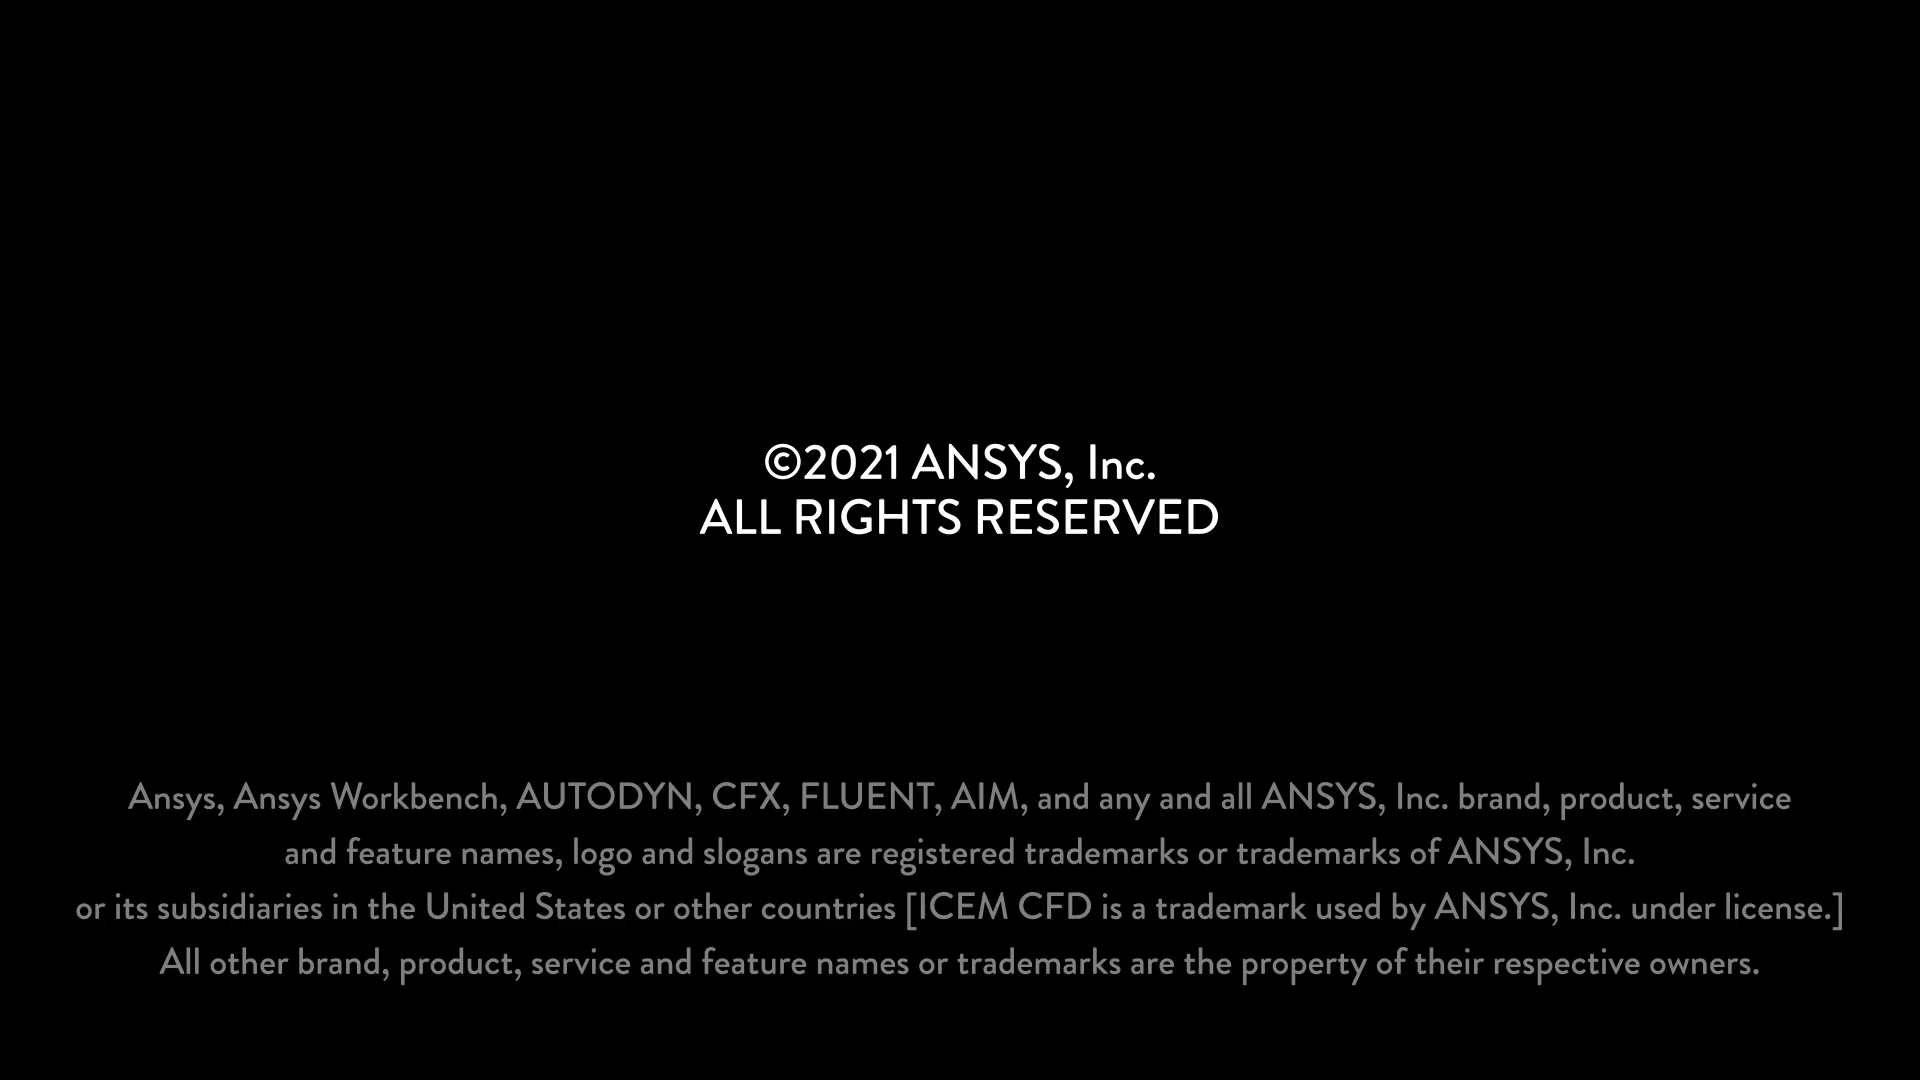 ©2021 ANSYS, Inc.
ALL RIGHTS RESERVED
Ansys, Ansys Workbench, AUTODYN, CFX, FLUENT, AIM, and any and all ANSYS, Inc. brand, product, service
and feature names, logo and slogans are registered trademarks or trademarks of ANSYS, Inc.
or its subsidiaries in the United States or other countries [ICEM CFD is a trademark used by ANSYS, Inc. under license.]
All other brand, product, service and feature names or trademarks are the property of their respective owners.